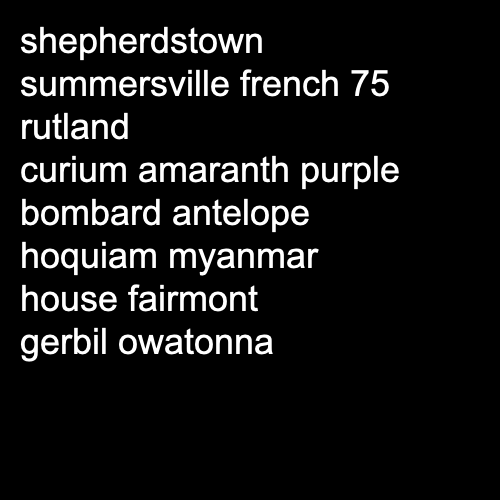 shepherdstown
summersville french 75
rutland
curium amaranth purple
bombard antelope
hoquiam myanmar
house fairmont
gerbil owatonna